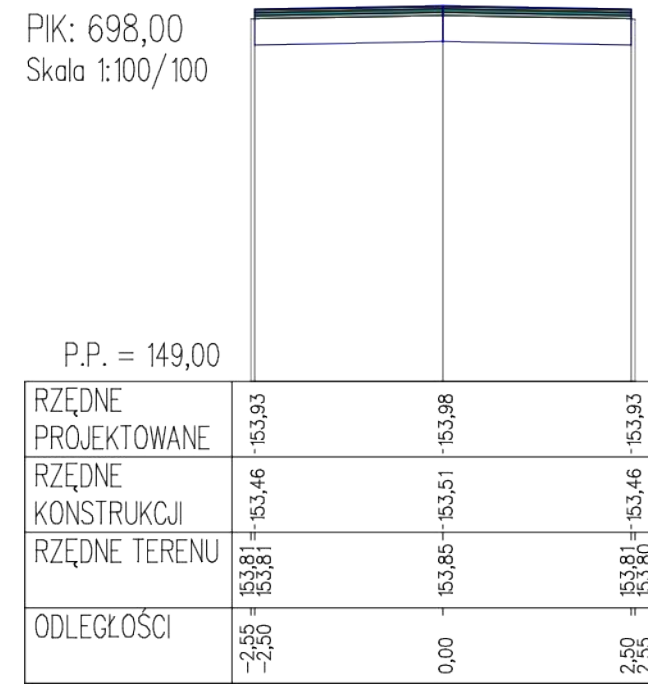 PIK: 698,00
Skala 1:100/100
P.P. = 149,00
RZĘDNE PROJEKTOWANE
153,93 153,98 153,93
RZĘDNE KONSTRUKCJI
153,46 153,51 153,46
RZĘDNE TERENU
153,81 153,81 153,85 153,81 153,80
ODLEGŁOŚCI
-2,55 -2,50 0,00 2,50 2,55